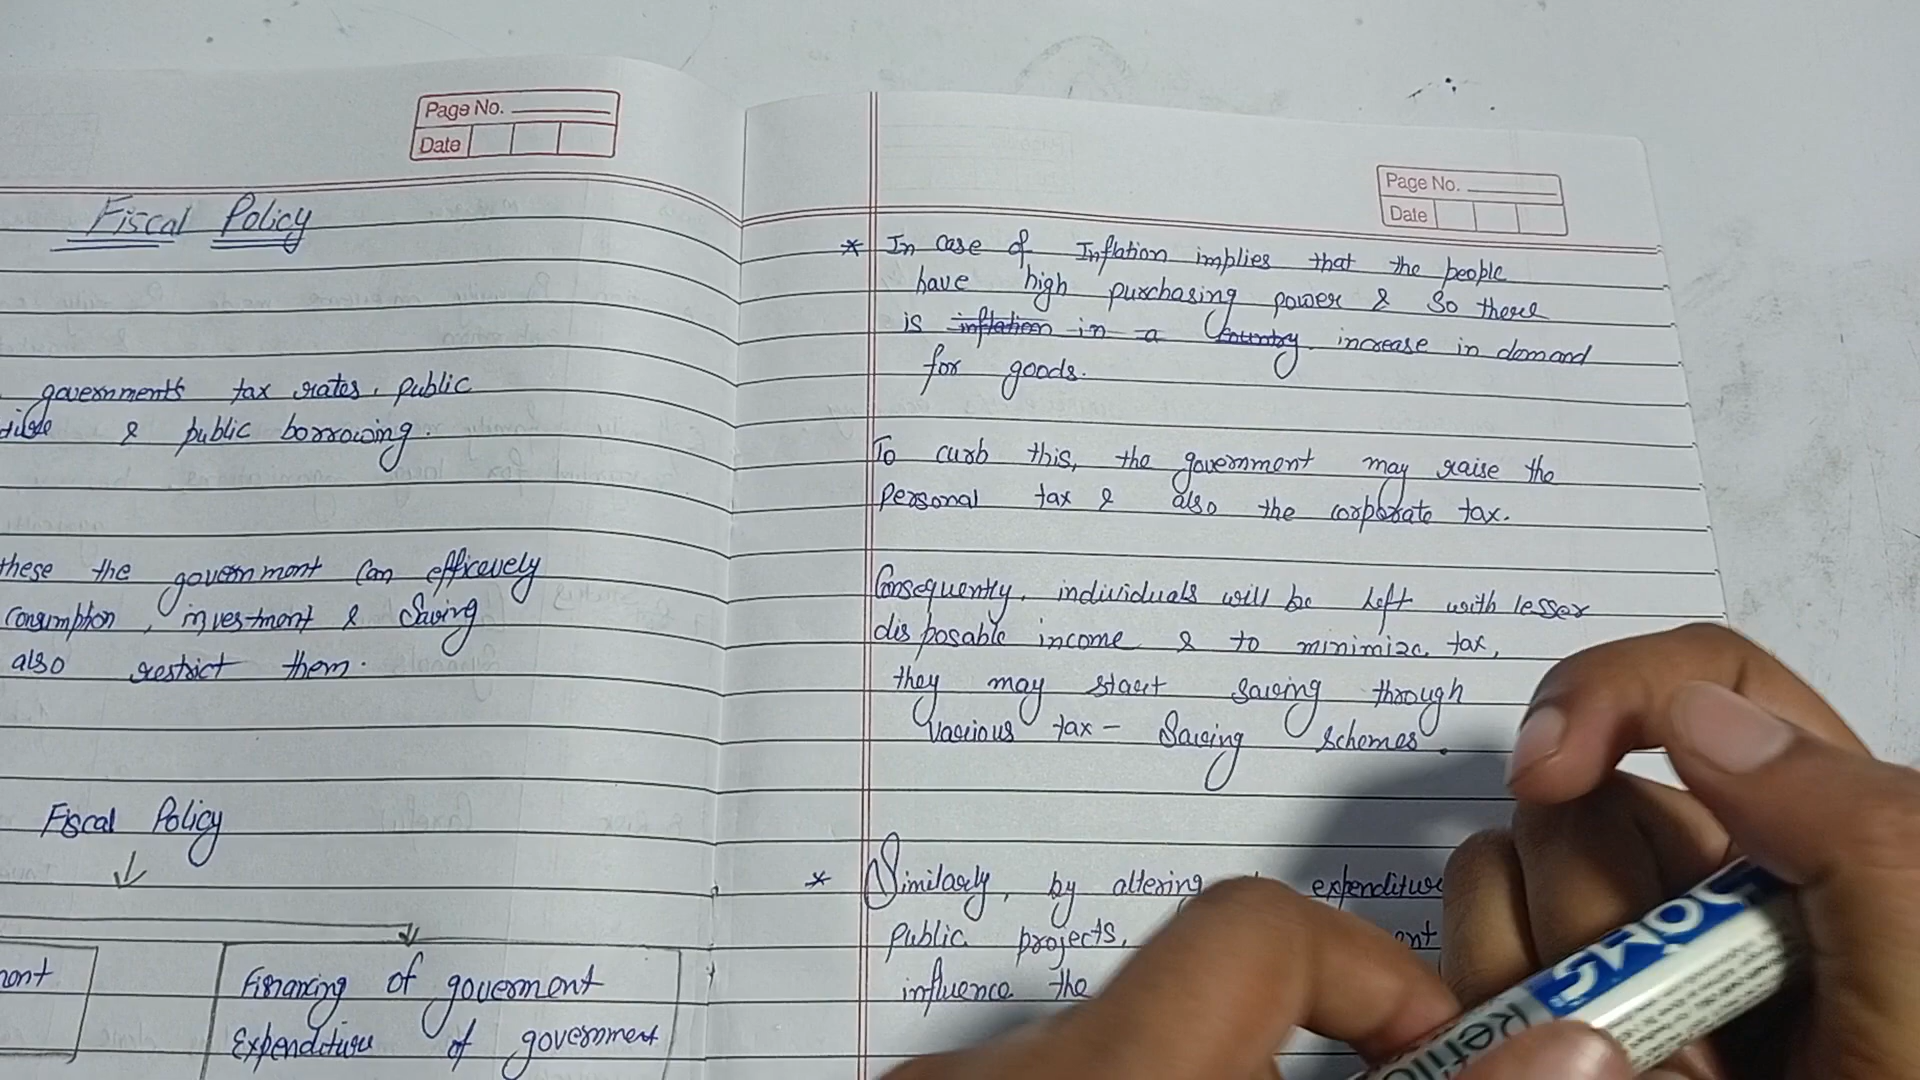 Page No.
Date
Fiscal Policy
governments tax rates, public
& public borrowing.
these the government can efficevely
consumption, investment & Saving
also restrict them.
Fiscal Policy
Financing of goverment
Expenditure of government
Page No.
Date
* In case of Inflation implies that the people
have high purchasing power & so there
is inflation in a Country increase in demand
for goods.
To curb this, the government may raise the
Personal tax & also the corporate tax.
Consequently, individuals will be left with lesser
disposable income & to minimize tax,
they may start saving through
various tax- Saving schemes.
* Similarly, by altering expenditure
Public projects,
influence the
DOMS